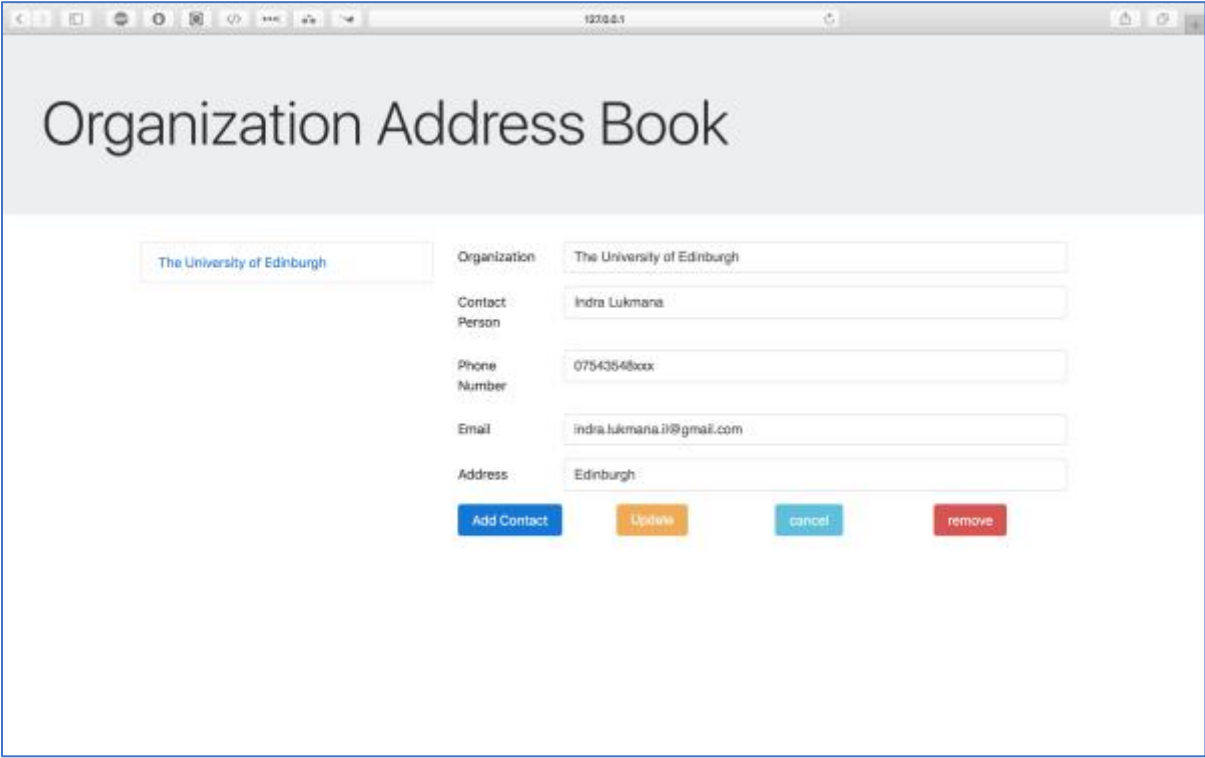 127.0.0.1
Organization Address Book
The University of Edinburgh
Organization
The University of Edinburgh
Contact
Person
Indra Lukmana
Phone
Number
07543548xxx
Email
indra.lukmana.il@gmail.com
Address
Edinburgh
Add Contact
Update
cancel
remove